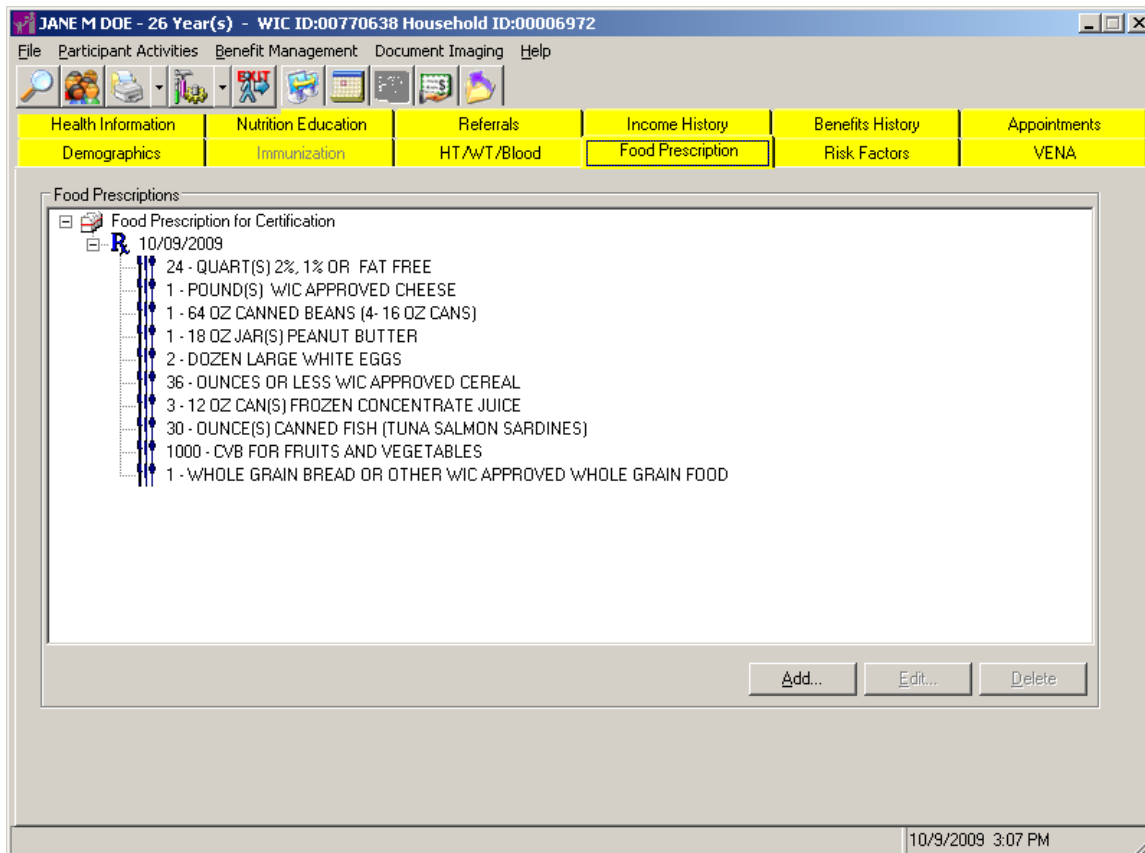 JANE M DOE - 26 Year(s) - WIC ID:00770638 Household ID:00006972
File Participant Activities Benefit Management Document Imaging Help
EXIT
Health Information Nutrition Education Referrals Income History Benefits History Appointments
Demographics Immunization HT/WT/Blood Food Prescription Risk Factors VENA
Food Prescriptions
Food Prescription for Certification
Rx 10/09/2009
24 - QUART(S) 2%, 1% OR FAT FREE
1 - POUND(S) WIC APPROVED CHEESE
1 - 64 OZ CANNED BEANS (4- 16 OZ CANS)
1 - 18 OZ JAR(S) PEANUT BUTTER
2 - DOZEN LARGE WHITE EGGS
36 - OUNCES OR LESS WIC APPROVED CEREAL
3 - 12 OZ CAN(S) FROZEN CONCENTRATE JUICE
30 - OUNCE(S) CANNED FISH (TUNA SALMON SARDINES)
1000 - CVB FOR FRUITS AND VEGETABLES
1 - WHOLE GRAIN BREAD OR OTHER WIC APPROVED WHOLE GRAIN FOOD
Add... Edit... Delete
10/9/2009 3:07 PM